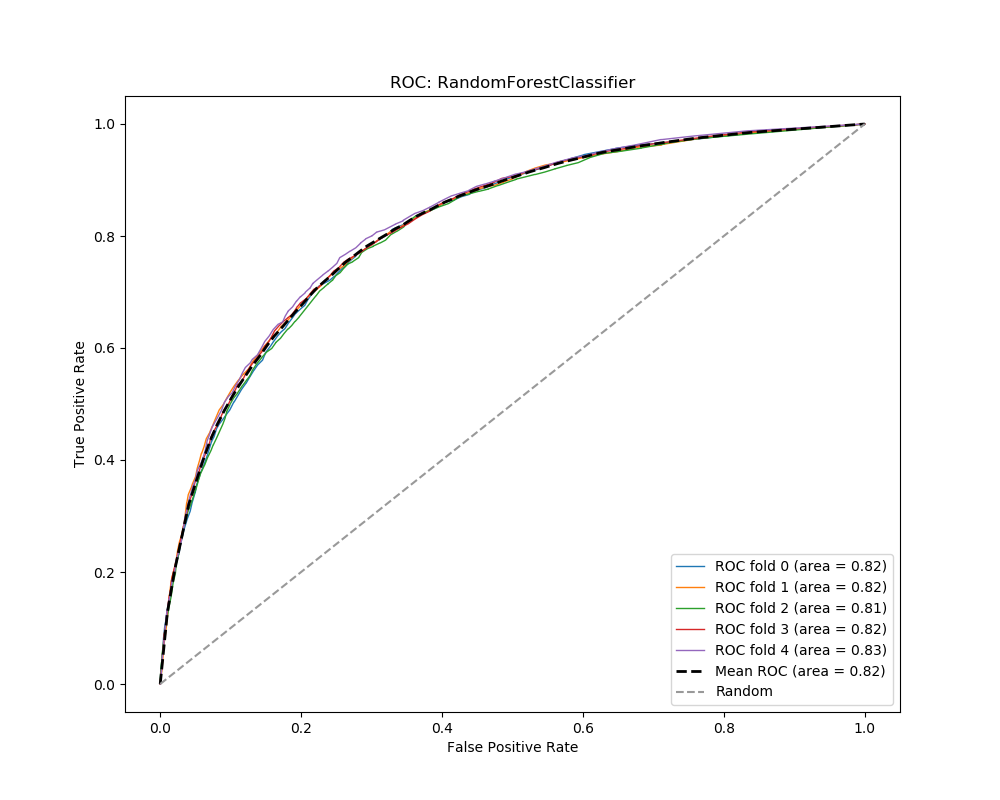 ROC: RandomForestClassifier
True Positive Rate
1.0
0.8
0.6
0.4
0.2
0.0
0.0 0.2 0.4 0.6 0.8 1.0
False Positive Rate
ROC fold 0 (area = 0.82)
ROC fold 1 (area = 0.82)
ROC fold 2 (area = 0.81)
ROC fold 3 (area = 0.82)
ROC fold 4 (area = 0.83)
Mean ROC (area = 0.82)
Random